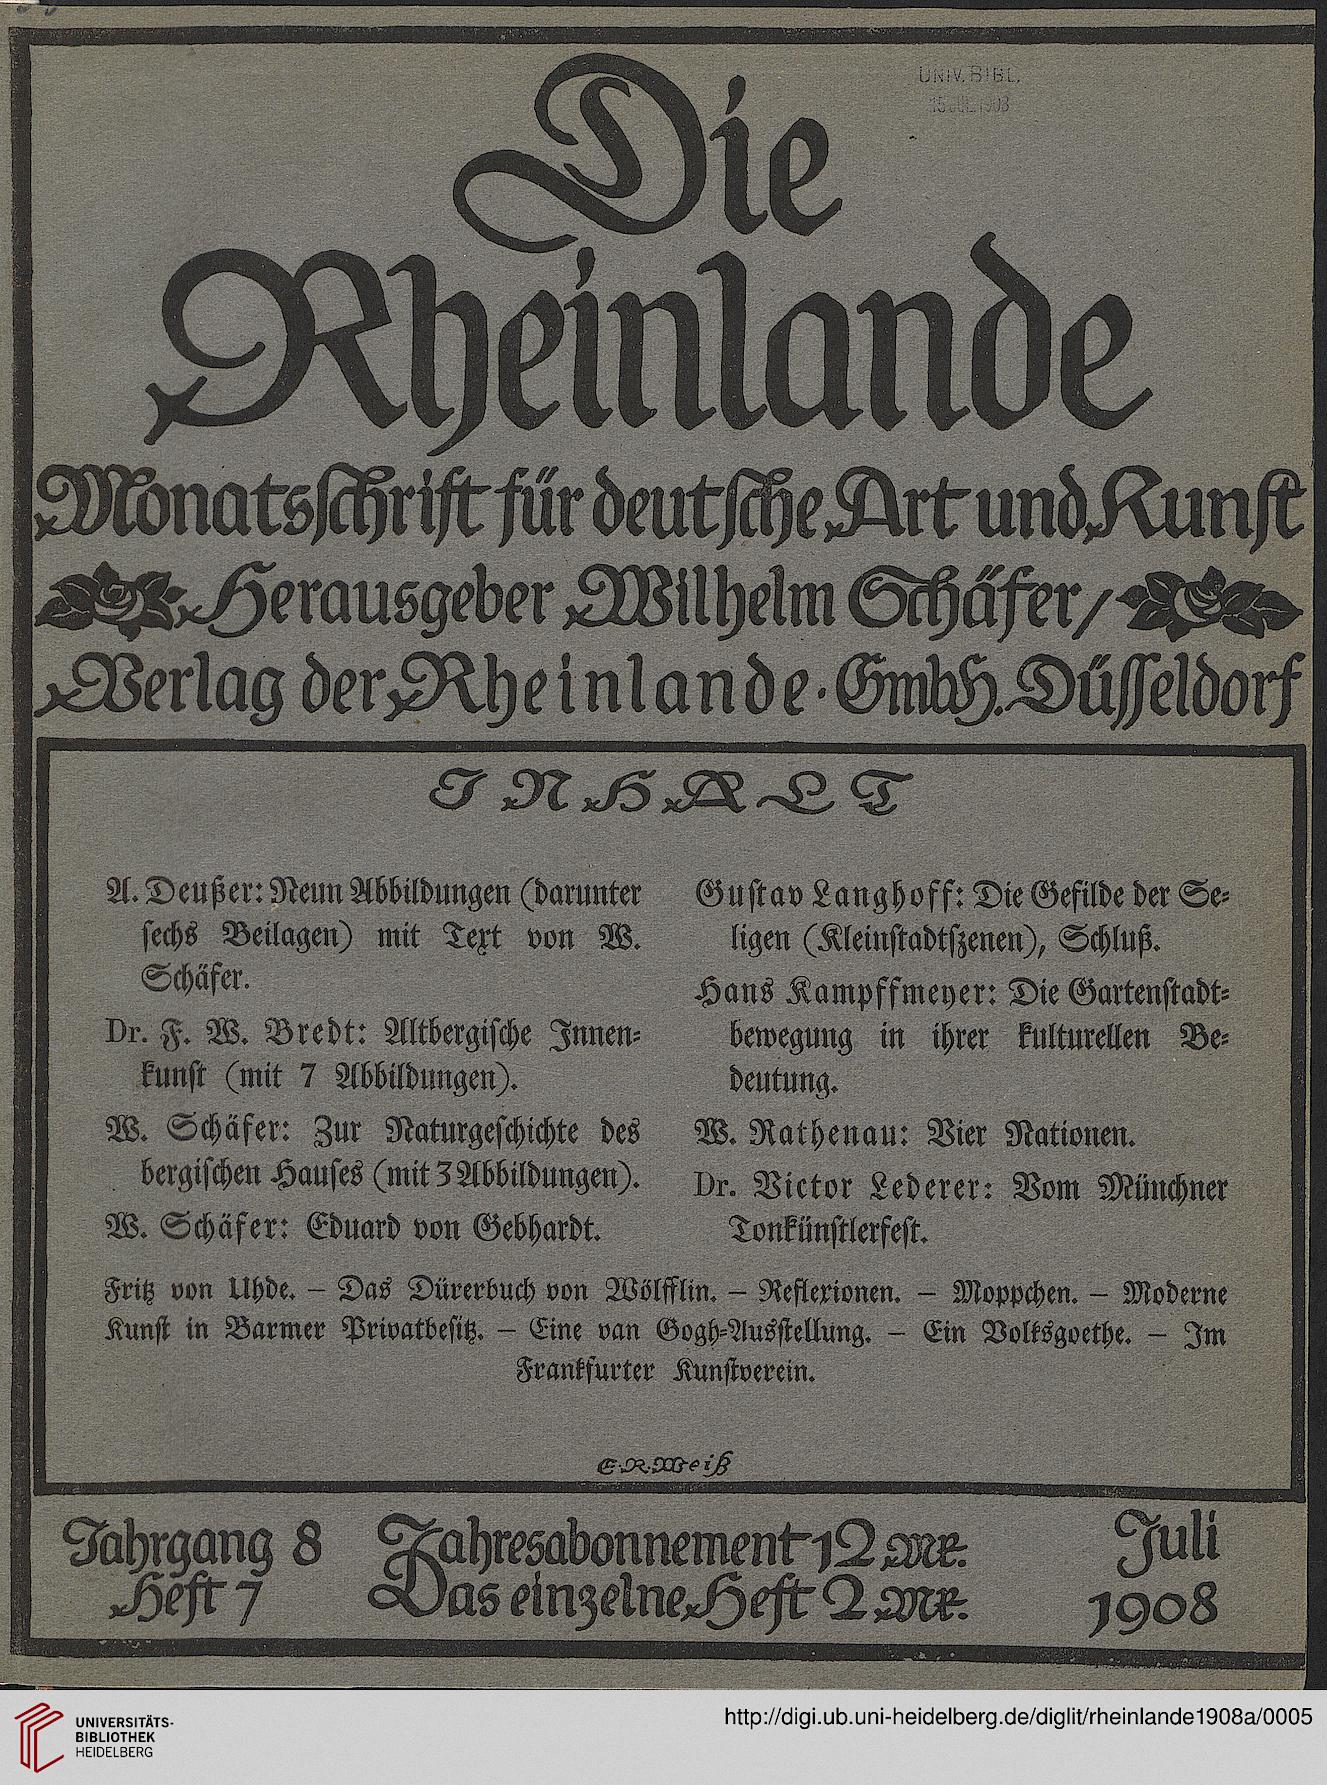 UNIV. BIBL.
15 JUL 1908
Die
Rheinlande
Monatsschrift für deutsche Art und Kunst
Herausgeber Wilhelm Schäfer/
Verlag der Rheinlande · GmbH. Düsseldorf
INHALT
A. Deußer: Neun Abbildungen (darunter
sechs Beilagen) mit Text von W.
Schäfer.
Dr. F. W. Bredt: Altbergische Innen-
kunst (mit 7 Abbildungen).
W. Schäfer: Zur Naturgeschichte des
bergischen Hauses (mit 3 Abbildungen).
W. Schäfer: Eduard von Gebhardt.
Gustav Langhoff: Die Gefilde der Se-
ligen (Kleinstadtszenen), Schluß.
Hans Kampffmeyer: Die Gartenstadt-
bewegung in ihrer kulturellen Be-
deutung.
W. Rathenau: Vier Nationen.
Dr. Victor Lederer: Vom Münchner
Tonkünstlerfest.
Fritz von Uhde. – Das Dürerbuch von Wölfflin. – Reflexionen. – Moppchen. – Moderne
Kunst in Barmer Privatbesitz. – Eine van Gogh-Ausstellung. – Ein Volksgoethe. – Im
Frankfurter Kunstverein.
E·R·Weiß
Jahrgang 8
Heft 7
Jahresabonnement 12 Mk.
Das einzelne Heft 2 Mk.
Juli
1908
UNIVERSITÄTS-
BIBLIOTHEK
HEIDELBERG
http://digi.ub.uni-heidelberg.de/diglit/rheinlande1908a/0005